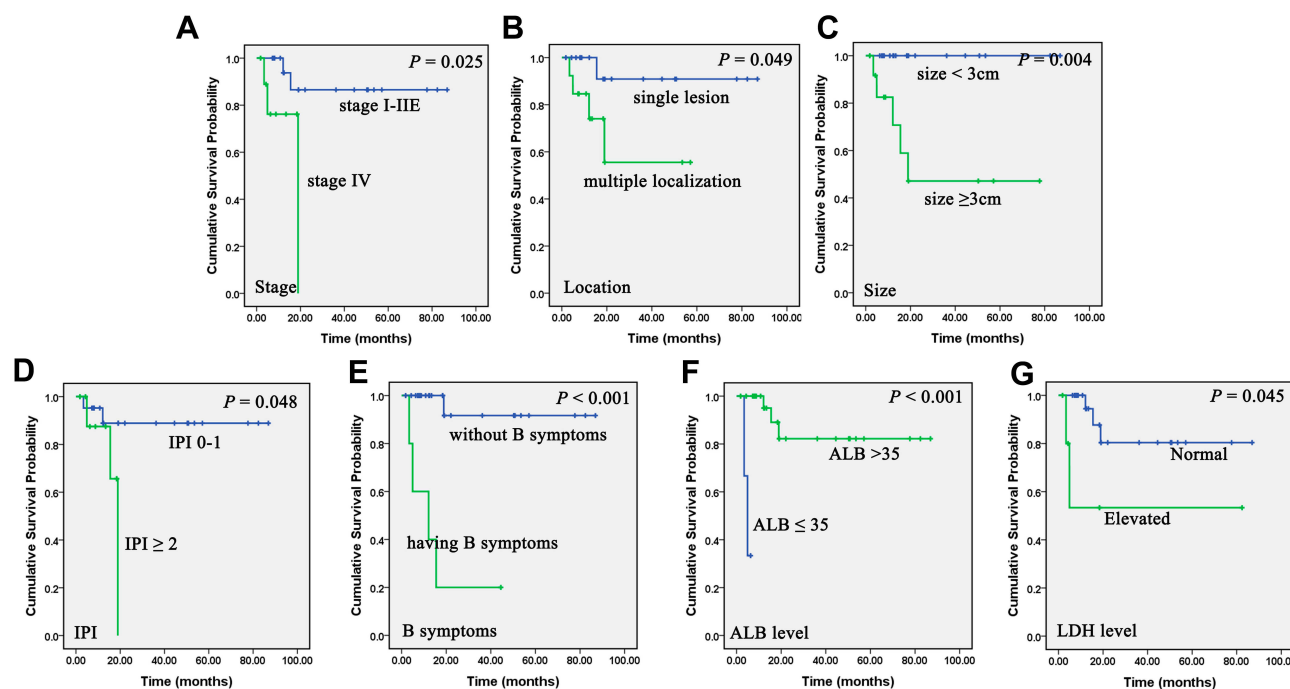 A
Cumulative Survival Probability
1.0
0.8
0.6
0.4
0.2
0.0
P = 0.025
stage I-IIE
stage IV
Stage
0.00 20.00 40.00 60.00 80.00 100.00
Time (months)
B
Cumulative Survival Probability
1.0
0.8
0.6
0.4
0.2
0.0
P = 0.049
single lesion
multiple localization
Location
0.00 20.00 40.00 60.00 80.00 100.00
Time (months)
C
Cumulative Survival Probability
1.0
0.8
0.6
0.4
0.2
0.0
P = 0.004
size < 3cm
size ≥3cm
Size
0.00 20.00 40.00 60.00 80.00 100.00
Time (months)
D
Cumulative Survival Probability
1.0
0.8
0.6
0.4
0.2
0.0
P = 0.048
IPI 0-1
IPI ≥ 2
IPI
0.00 20.00 40.00 60.00 80.00 100.00
Time (months)
E
Cumulative Survival Probability
1.0
0.8
0.6
0.4
0.2
0.0
P < 0.001
without B symptoms
having B symptoms
B symptoms
0.00 20.00 40.00 60.00 80.00 100.00
Time (months)
F
Cumulative Survival Probability
1.0
0.8
0.6
0.4
0.2
0.0
P < 0.001
ALB >35
ALB ≤ 35
ALB level
0.00 20.00 40.00 60.00 80.00 100.00
Time (months)
G
Cumulative Survival Probability
1.0
0.8
0.6
0.4
0.2
0.0
P = 0.045
Normal
Elevated
LDH level
0.00 20.00 40.00 60.00 80.00 100.00
Time (months)